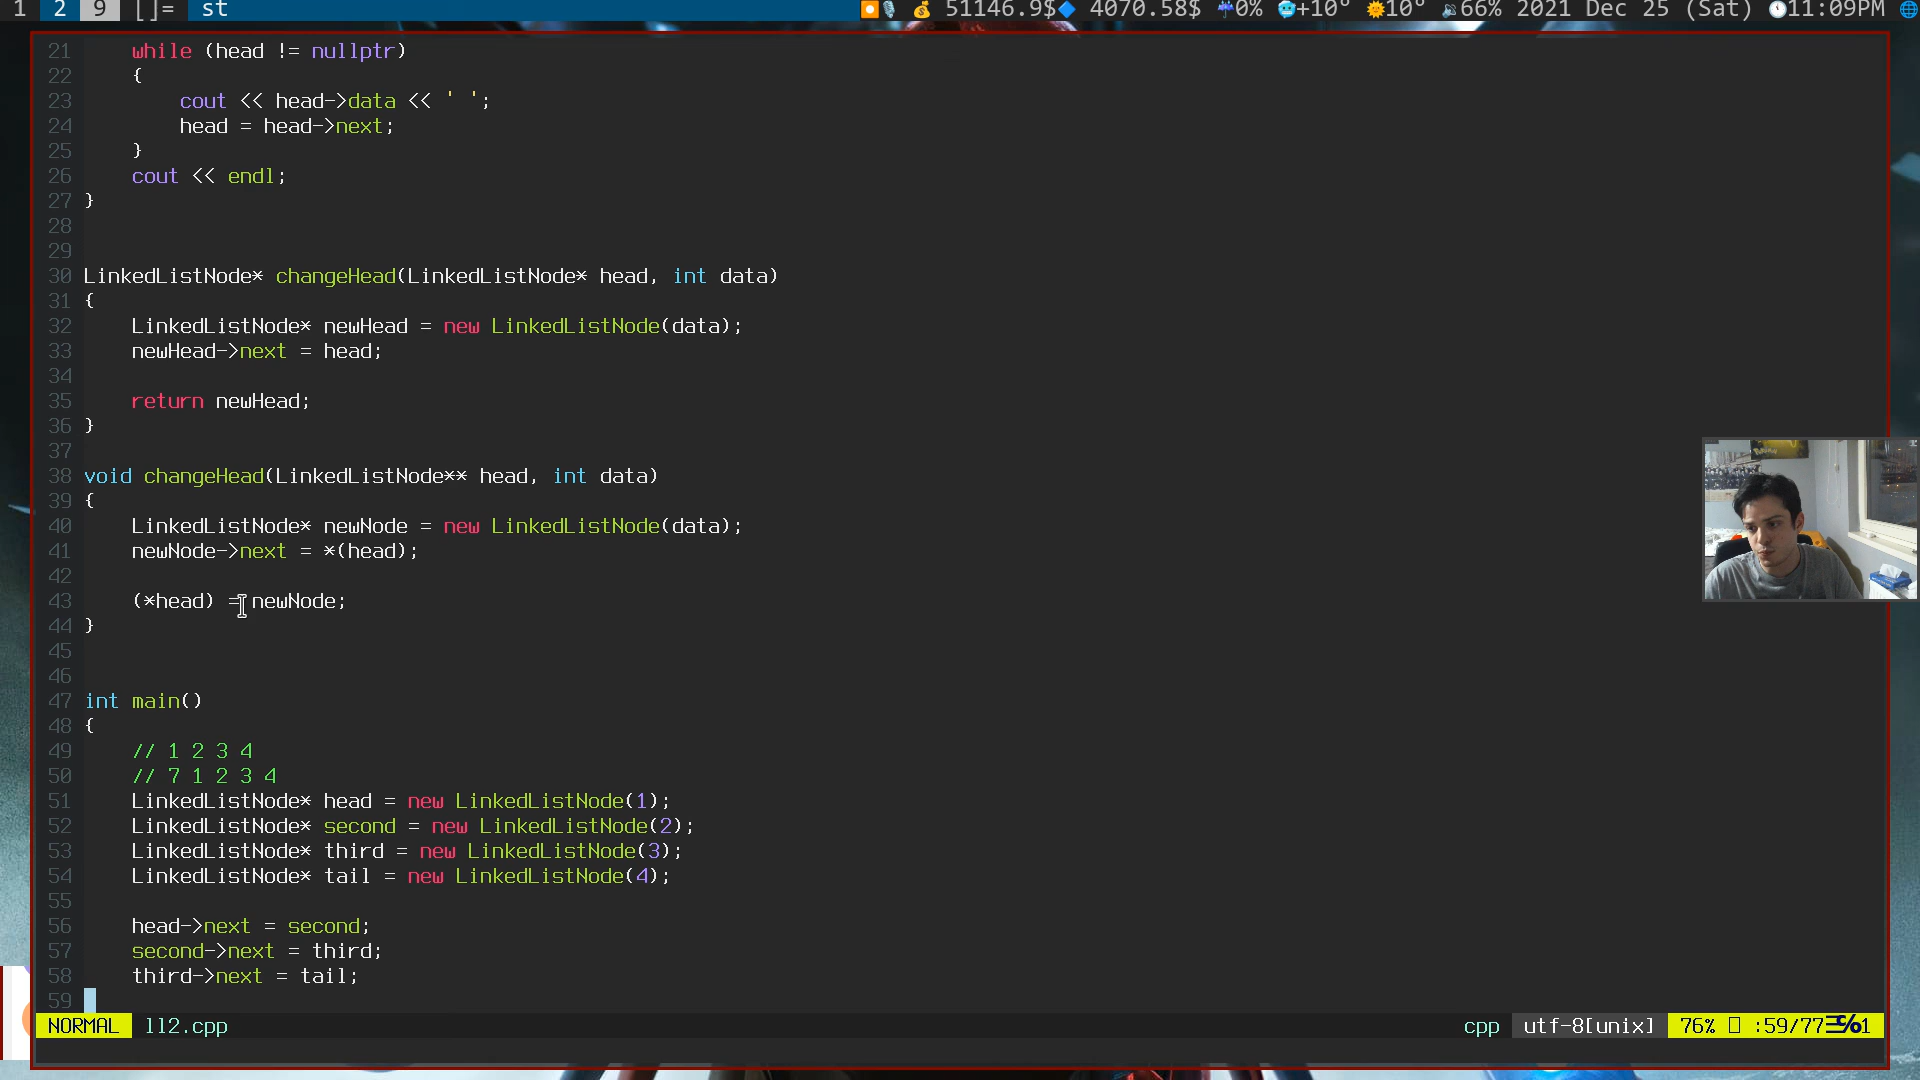 1 2 9 []= st 51146.9$ 4070.58$ 0% +10° 10° 66% 2021 Dec 25 (Sat) 11:09PM
21 while (head != nullptr)
22 {
23 cout << head->data << ' ';
24 head = head->next;
25 }
26 cout << endl;
27 }
28
29
30 LinkedListNode* changeHead(LinkedListNode* head, int data)
31 {
32 LinkedListNode* newHead = new LinkedListNode(data);
33 newHead->next = head;
34
35 return newHead;
36 }
37
38 void changeHead(LinkedListNode** head, int data)
39 {
40 LinkedListNode* newNode = new LinkedListNode(data);
41 newNode->next = *(head);
42
43 (*head) = newNode;
44 }
45
46
47 int main()
48 {
49 // 1 2 3 4
50 // 7 1 2 3 4
51 LinkedListNode* head = new LinkedListNode(1);
52 LinkedListNode* second = new LinkedListNode(2);
53 LinkedListNode* third = new LinkedListNode(3);
54 LinkedListNode* tail = new LinkedListNode(4);
55
56 head->next = second;
57 second->next = third;
58 third->next = tail;
59
NORMAL ll2.cpp cpp utf-8[unix] 76% :59/77 ℅1